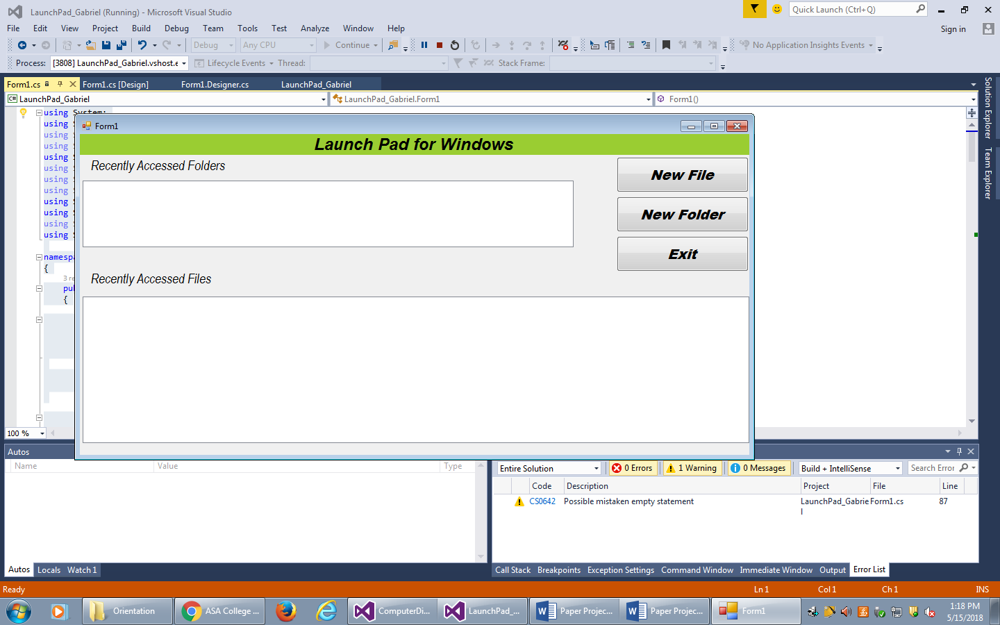 LaunchPad_Gabriel (Running) - Microsoft Visual Studio
Quick Launch (Ctrl+Q)
File Edit View Project Build Debug Team Tools Test Analyze Window Help
Sign in
Debug Any CPU Continue No Application Insights Events
Process: [3808] LaunchPad_Gabriel.vshost.e Lifecycle Events Thread: Stack Frame:
Form1.cs Form1.cs [Design] Form1.Designer.cs LaunchPad_Gabriel
C# LaunchPad_Gabriel LaunchPad_Gabriel.Form1 Form1()
Solution Explorer
Team Explorer
using System;
using S
using S
using S
using S
using S
using S
using S
using S
using S
using S
using S
namespa
{
3 re
pub
{
Form1
Launch Pad for Windows
Recently Accessed Folders
New File
New Folder
Exit
Recently Accessed Files
100 %
Autos
Name Value Type
Entire Solution 0 Errors 1 Warning 0 Messages Build + IntelliSense Search Error
Code Description Project File Line
CS0642 Possible mistaken empty statement LaunchPad_Gabrie Form1.cs 87
l
Autos Locals Watch 1
Call Stack Breakpoints Exception Settings Command Window Immediate Window Output Error List
Ready Ln 1 Col 1 Ch 1 INS
Orientation ASA College ... ComputerDi... LaunchPad_... Paper Projec... Paper Projec... Form1
1:18 PM
5/15/2018